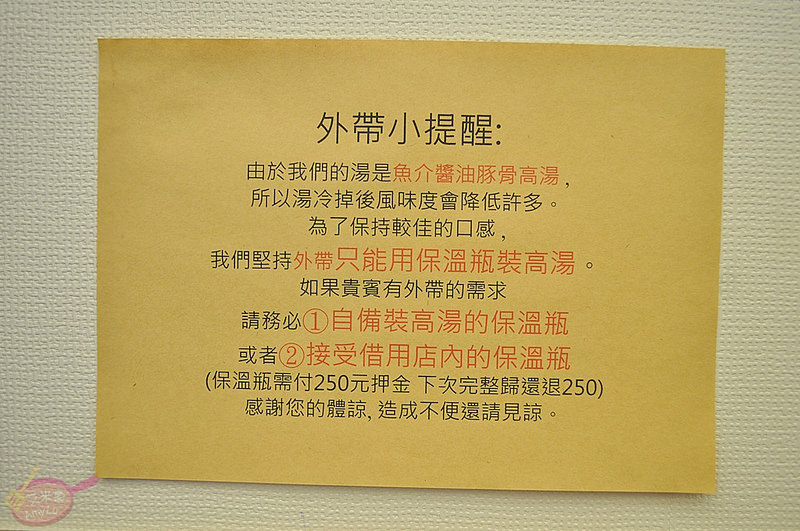 外帶小提醒:
由於我們的湯是魚介醬油豚骨高湯,
所以湯冷掉後風味度會降低許多。
為了保持較佳的口感,
我們堅持外帶只能用保溫瓶裝高湯。
如果貴賓有外帶的需求
請務必①自備裝高湯的保溫瓶
或者②接受借用店內的保溫瓶
(保溫瓶需付250元押金 下次完整歸還退250)
感謝您的體諒, 造成不便還請見諒。